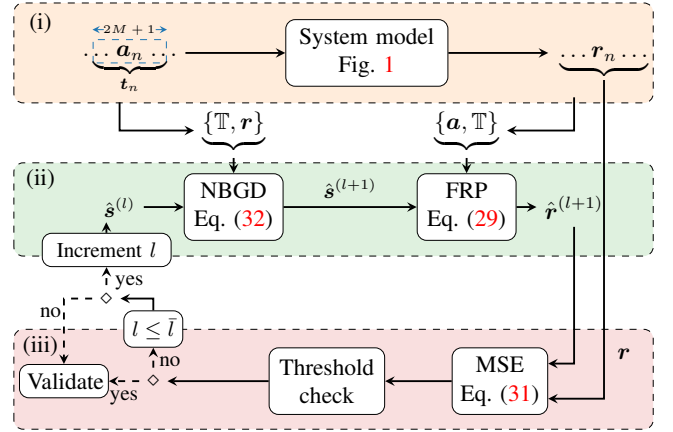 (i)
2M + 1
... a_n ...
t_n
System model
Fig. 1
... r_n ...
{𝕋, r}
{a, 𝕋}
(ii)
ŝ^(l)
NBGD
Eq. (32)
ŝ^(l+1)
FRP
Eq. (29)
r̂^(l+1)
Increment l
yes
no
l ≤ l̄
(iii)
no
Validate
yes
Threshold
check
MSE
Eq. (31)
r